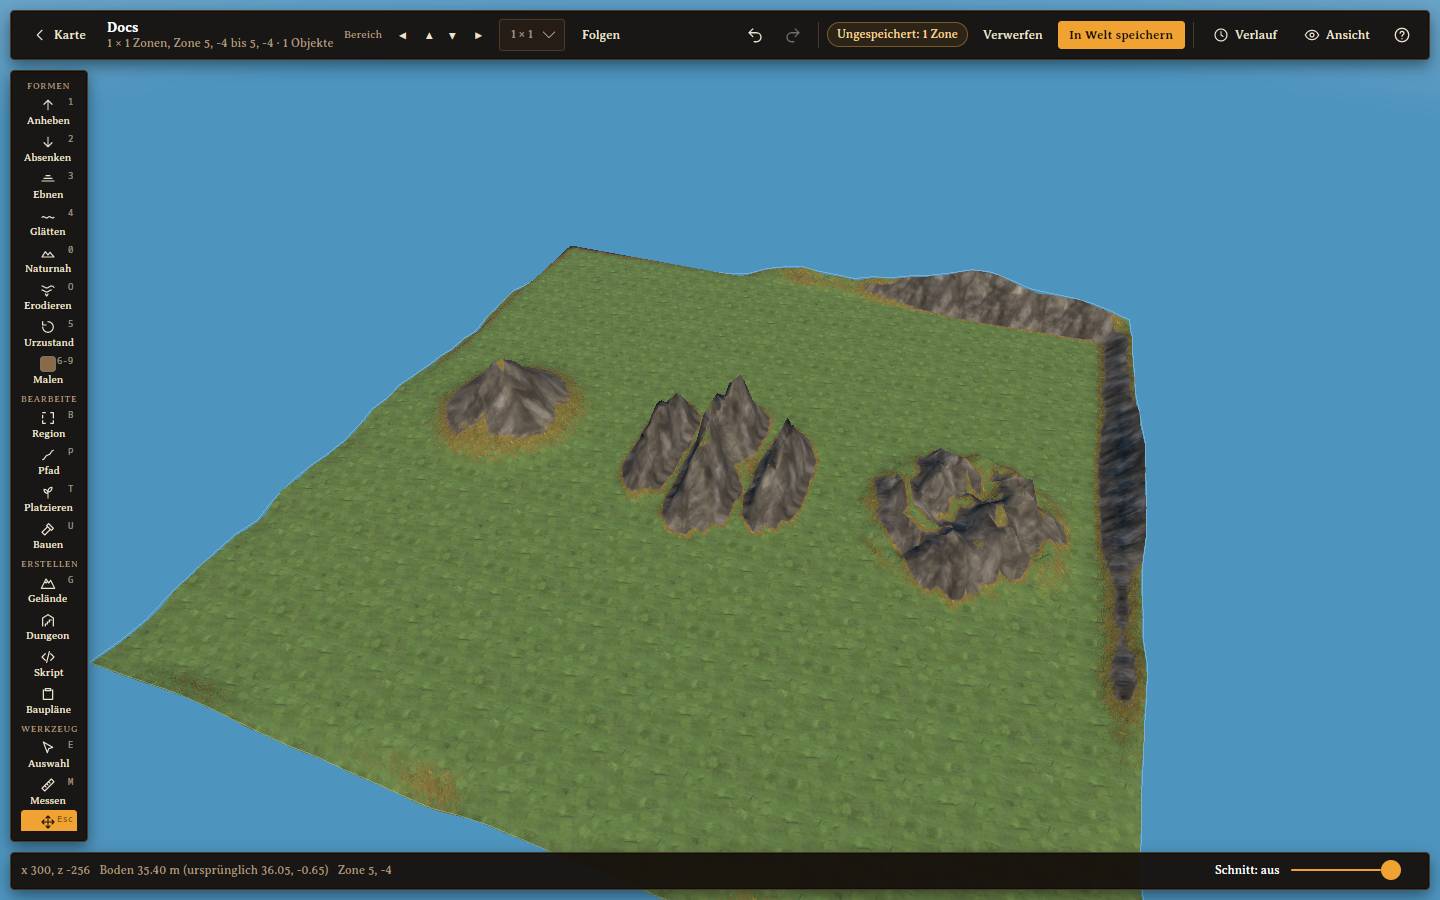 Karte
Docs
1 × 1 Zonen, Zone 5, -4 bis 5, -4 · 1 Objekte
Bereich
◀ ▲ ▼ ▶
1 × 1
Folgen
Ungespeichert: 1 Zone
Verwerfen
In Welt speichern
Verlauf
Ansicht
FORMEN
1
Anheben
2
Absenken
3
Ebnen
4
Glätten
0
Naturnah
O
Erodieren
5
Urzustand
6-9
Malen
BEARBEITE
B
Region
P
Pfad
T
Platzieren
U
Bauen
ERSTELLEN
G
Gelände
Dungeon
Skript
Baupläne
WERKZEUG
E
Auswahl
M
Messen
Esc
x 300, z -256 Boden 35.40 m (ursprünglich 36.05, -0.65) Zone 5, -4
Schnitt: aus